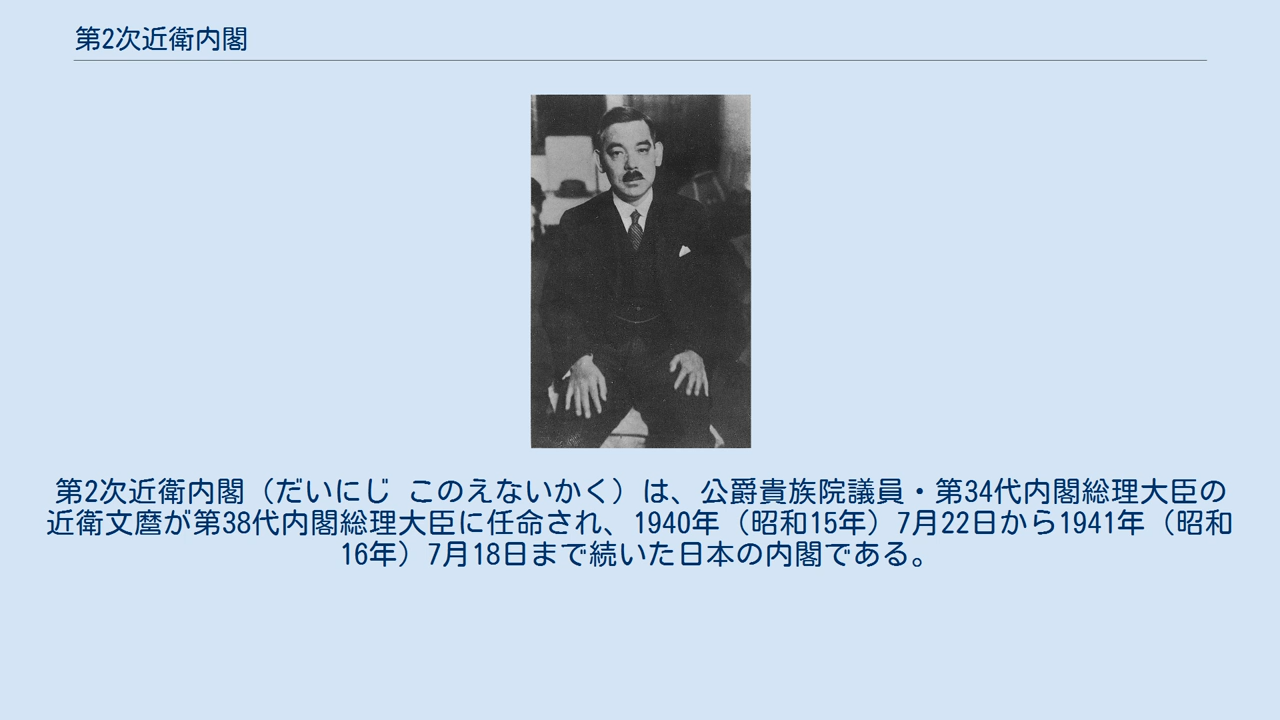 第2次近衛内閣
第2次近衛内閣（だいにじ このえないかく）は、公爵貴族院議員・第34代内閣総理大臣の
近衛文麿が第38代内閣総理大臣に任命され、1940年（昭和15年）7月22日から1941年（昭和
16年）7月18日まで続いた日本の内閣である。